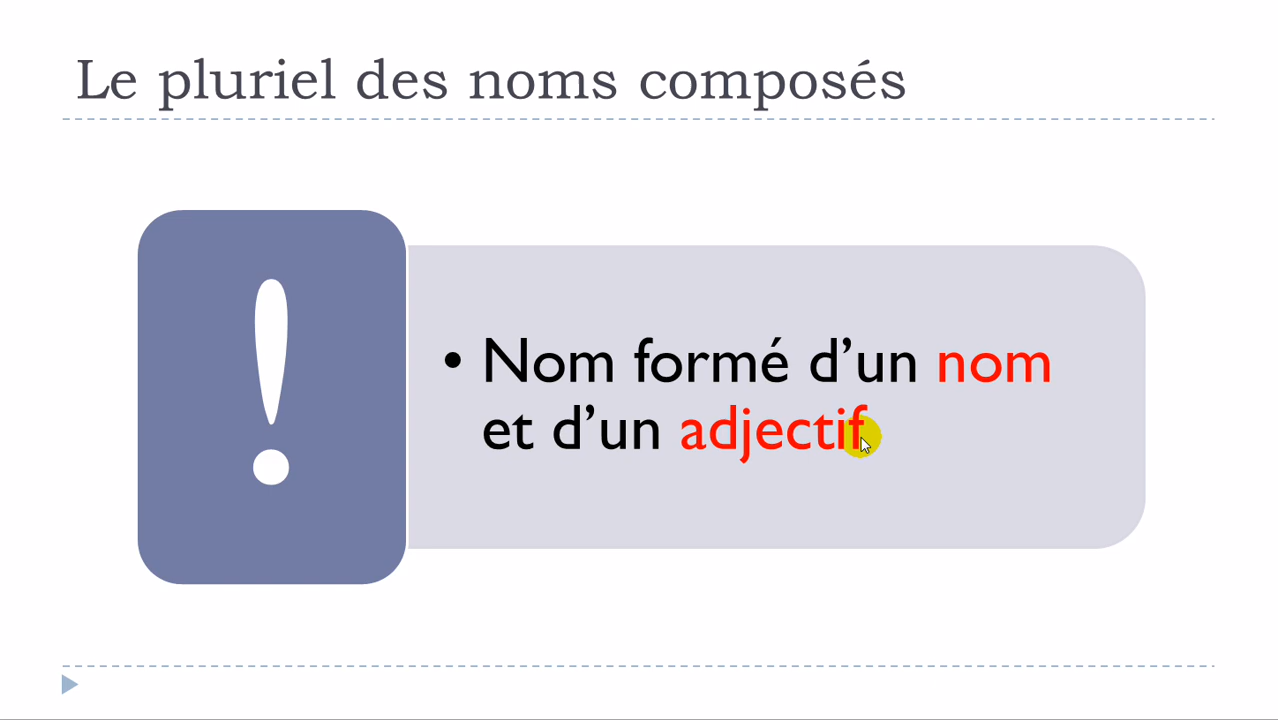 Le pluriel des noms composés
!
• Nom formé d’un nom
et d’un adjectif